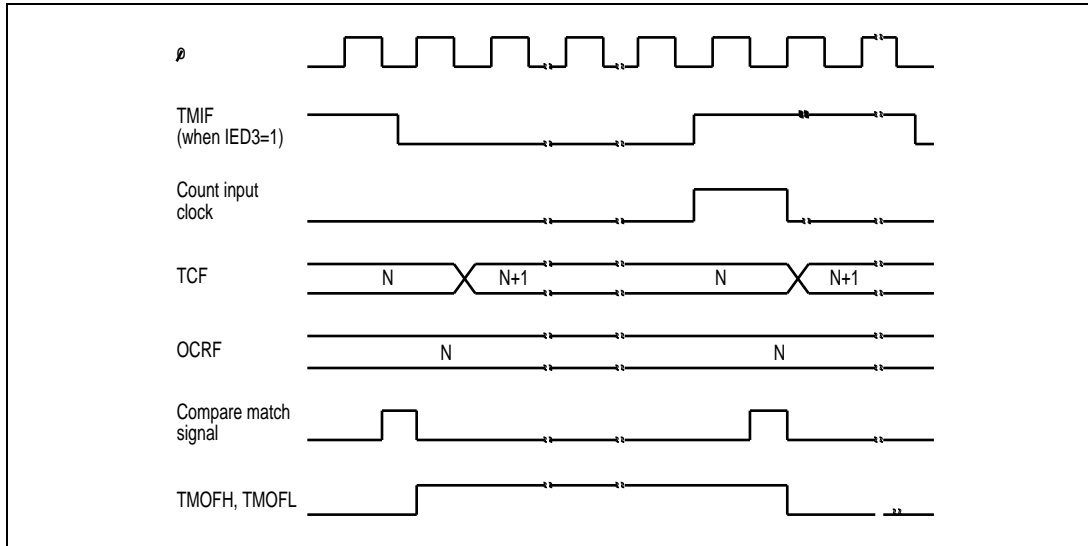 ø
TMIF
(when IED3=1)
Count input
clock
TCF
N
N+1
N
N+1
OCRF
N
N
Compare match
signal
TMOFH, TMOFL